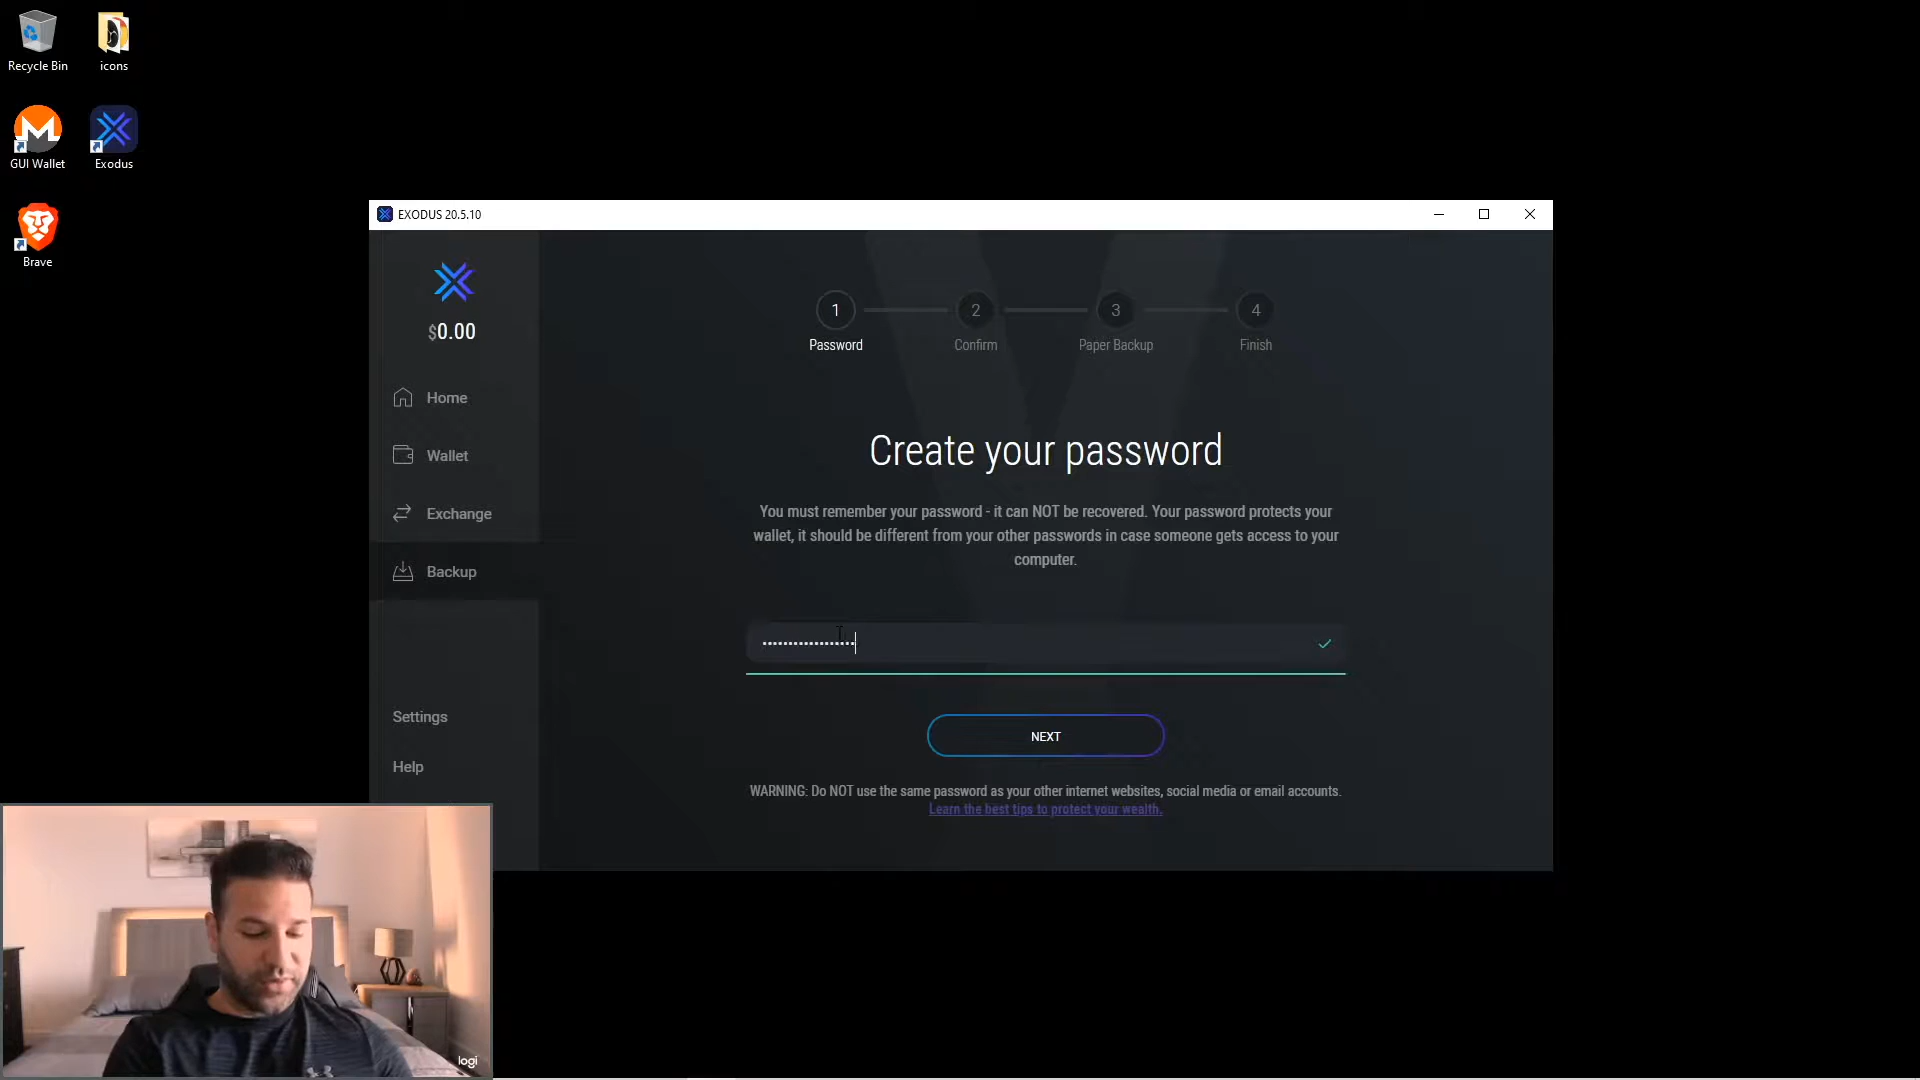 Recycle Bin
icons
GUI Wallet
Exodus
Brave
EXODUS 20.5.10
$0.00
Home
Wallet
Exchange
Backup
Settings
Help
1
2
3
4
Password
Confirm
Paper Backup
Finish
Create your password
You must remember your password - it can NOT be recovered. Your password protects your
wallet, it should be different from your other passwords in case someone gets access to your
computer.
NEXT
WARNING: Do NOT use the same password as your other internet websites, social media or email accounts.
Learn the best tips to protect your wealth.
logi